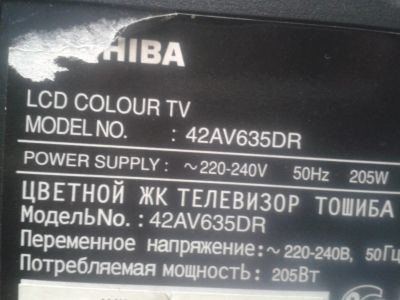 HIBA
LCD COLOUR TV
MODEL NO. : 42AV635DR
POWER SUPPLY : ~220-240V 50Hz 205W
ЦВЕТНОЙ ЖК ТЕЛЕВИЗОР ТОШИБА
МодельNo. : 42AV635DR
Переменное напряжение:~ 220-240В, 50Гц
Потребляемая мощность: 205Вт